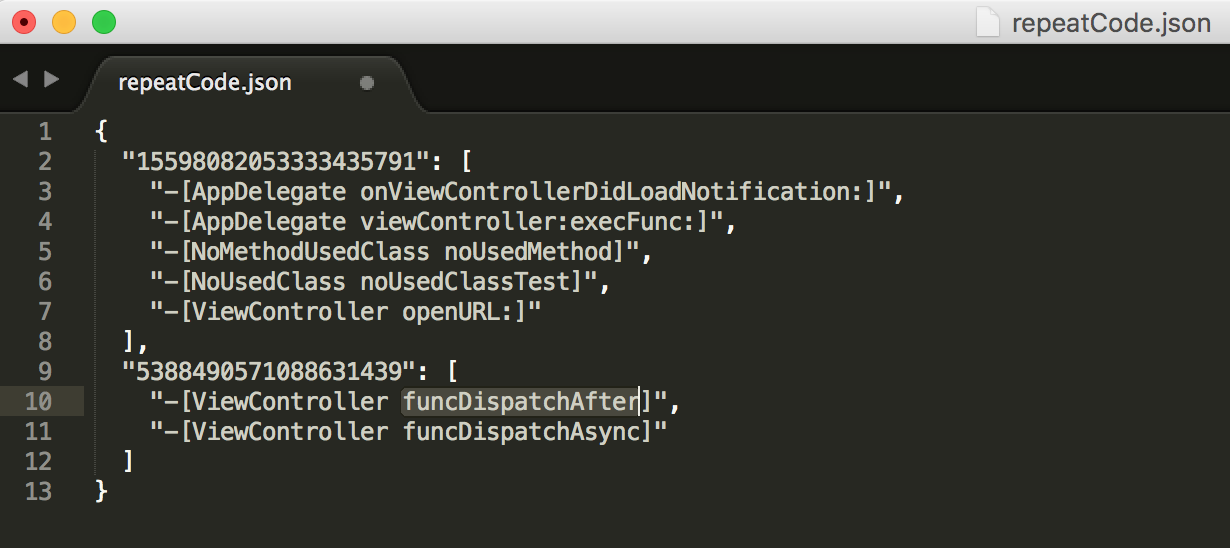 repeatCode.json
repeatCode.json
1 {
2 "15598082053333435791": [
3 "-[AppDelegate onViewControllerDidLoadNotification:]",
4 "-[AppDelegate viewController:execFunc:]",
5 "-[NoMethodUsedClass noUsedMethod]",
6 "-[NoUsedClass noUsedClassTest]",
7 "-[ViewController openURL:]"
8 ],
9 "5388490571088631439": [
10 "-[ViewController funcDispatchAfter]",
11 "-[ViewController funcDispatchAsync]"
12 ]
13 }